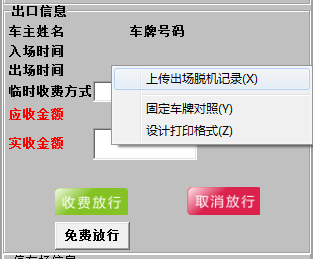 出口信息
车主姓名 车牌号码
入场时间
出场时间
上传出场脱机记录(X)
临时收费方式
固定车牌对照(Y)
应收金额
设计打印格式(Z)
实收金额
收费放行 取消放行
免费放行